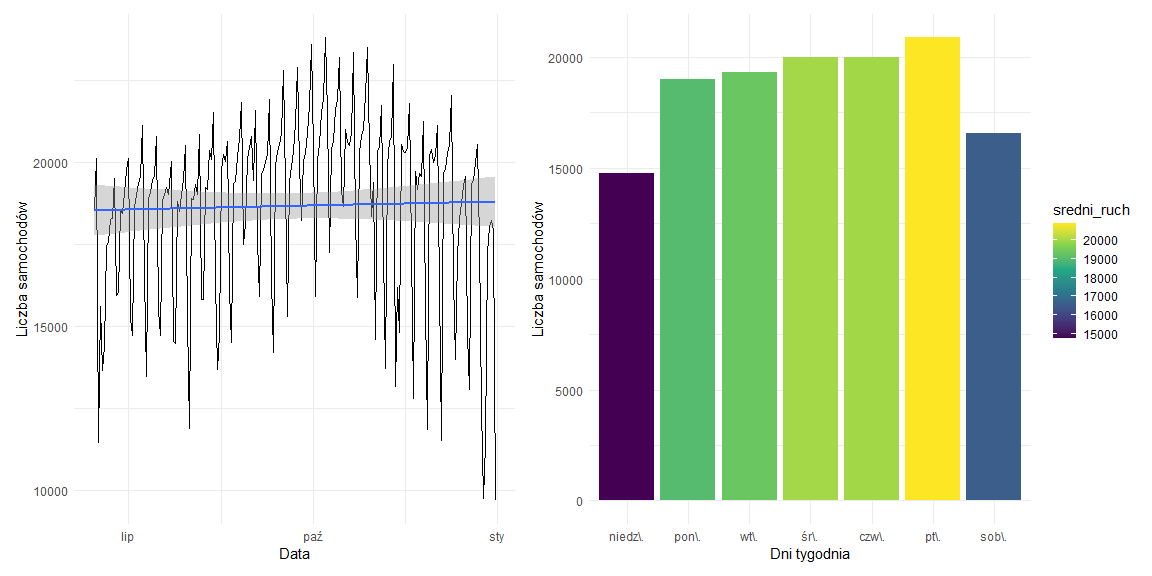 Liczba samochodów
20000
15000
10000
lip
paź
sty
Data
Liczba samochodów
20000
15000
10000
5000
0
niedz\.
pon\.
wt\.
śr\.
czw\.
pt\.
sob\.
Dni tygodnia
sredni_ruch
20000
19000
18000
17000
16000
15000